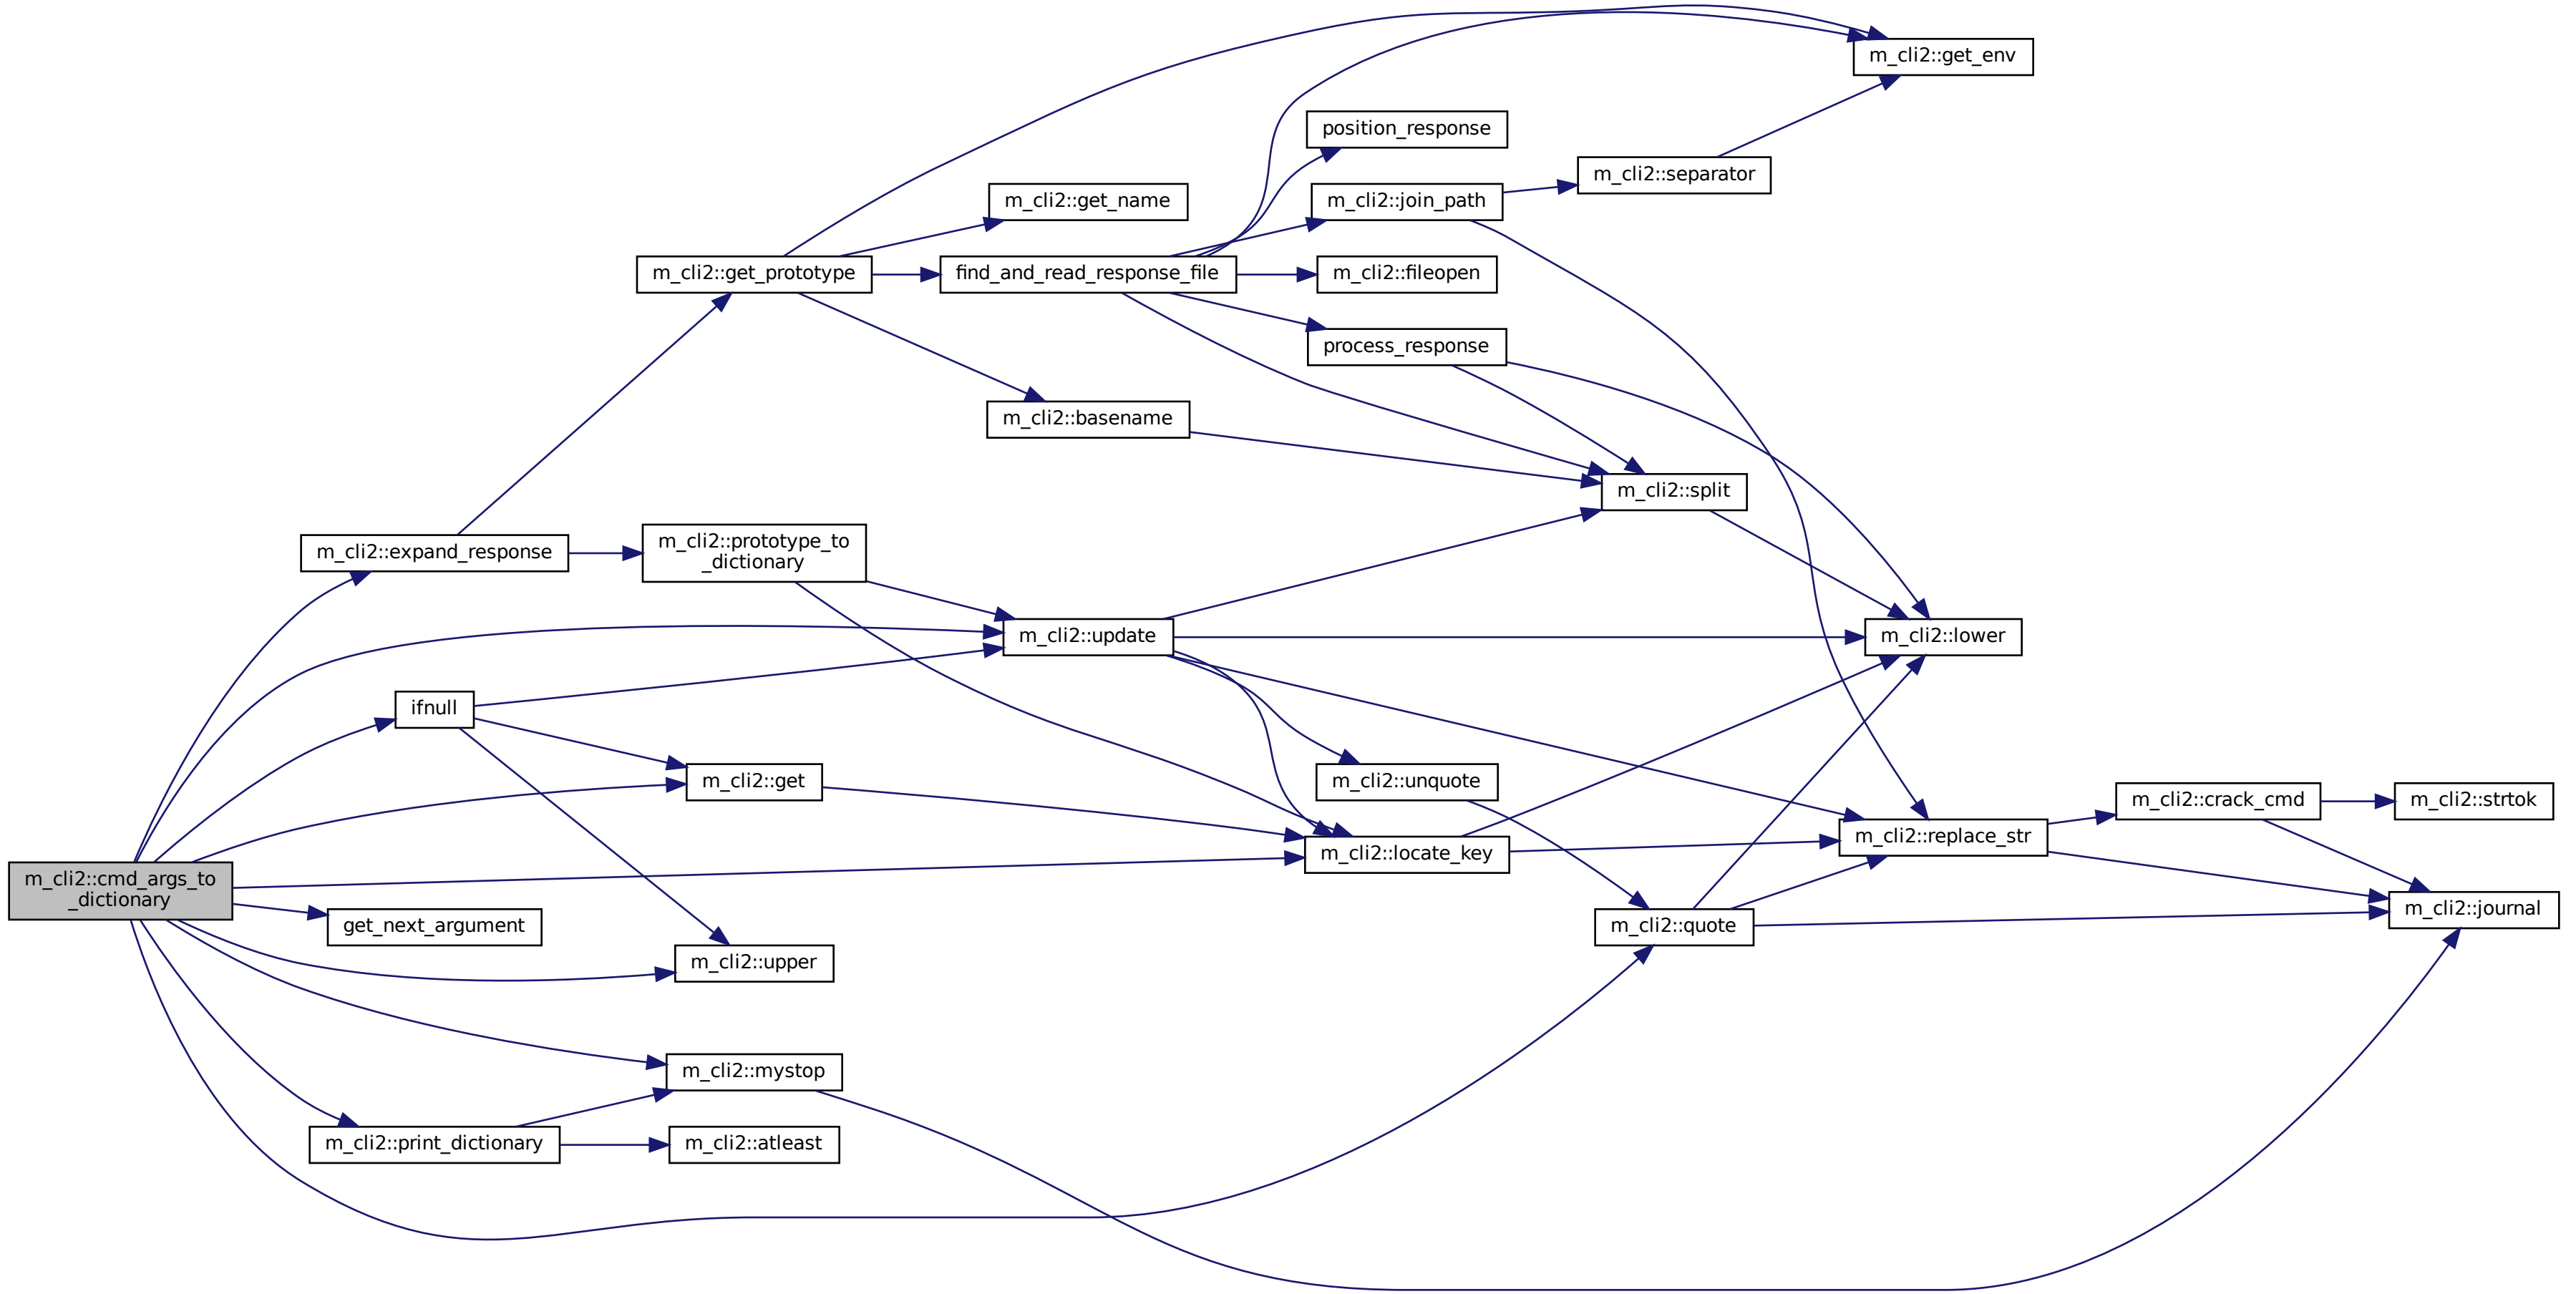 m_cli2::get_env
position_response
m_cli2::separator
m_cli2::get_name
m_cli2::join_path
m_cli2::get_prototype
find_and_read_response_file
m_cli2::fileopen
process_response
m_cli2::basename
m_cli2::split
m_cli2::expand_response
m_cli2::prototype_to
_dictionary
m_cli2::update
m_cli2::lower
ifnull
m_cli2::get
m_cli2::unquote
m_cli2::crack_cmd
m_cli2::strtok
m_cli2::replace_str
m_cli2::locate_key
m_cli2::cmd_args_to
_dictionary
get_next_argument
m_cli2::quote
m_cli2::journal
m_cli2::upper
m_cli2::mystop
m_cli2::print_dictionary
m_cli2::atleast